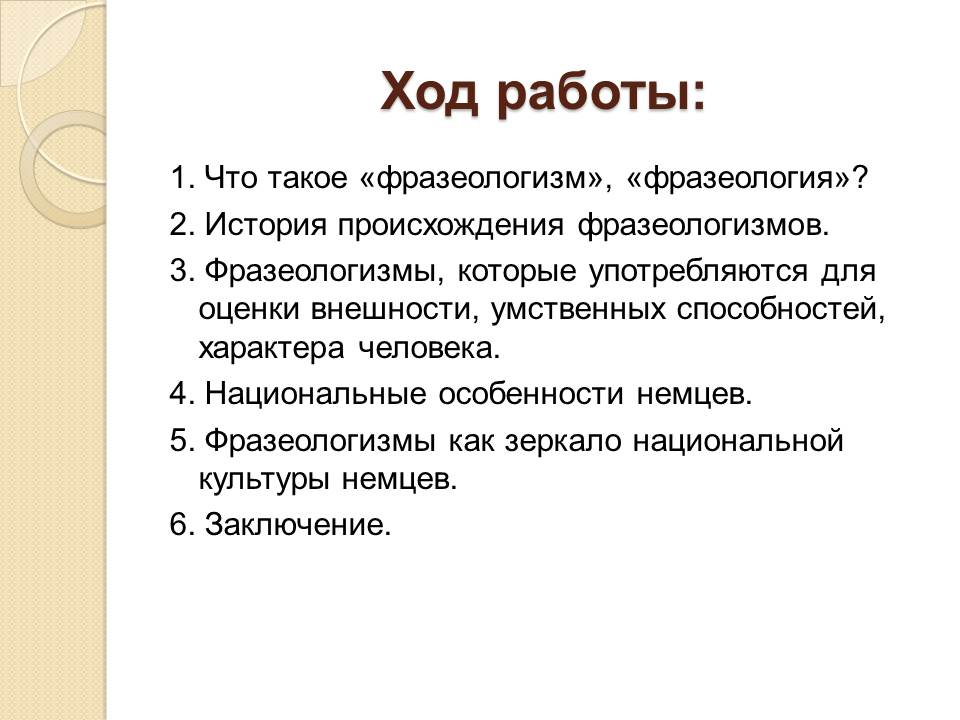 Ход работы:
1. Что такое «фразеологизм», «фразеология»?
2. История происхождения фразеологизмов.
3. Фразеологизмы, которые употребляются для
оценки внешности, умственных способностей,
характера человека.
4. Национальные особенности немцев.
5. Фразеологизмы как зеркало национальной
культуры немцев.
6. Заключение.